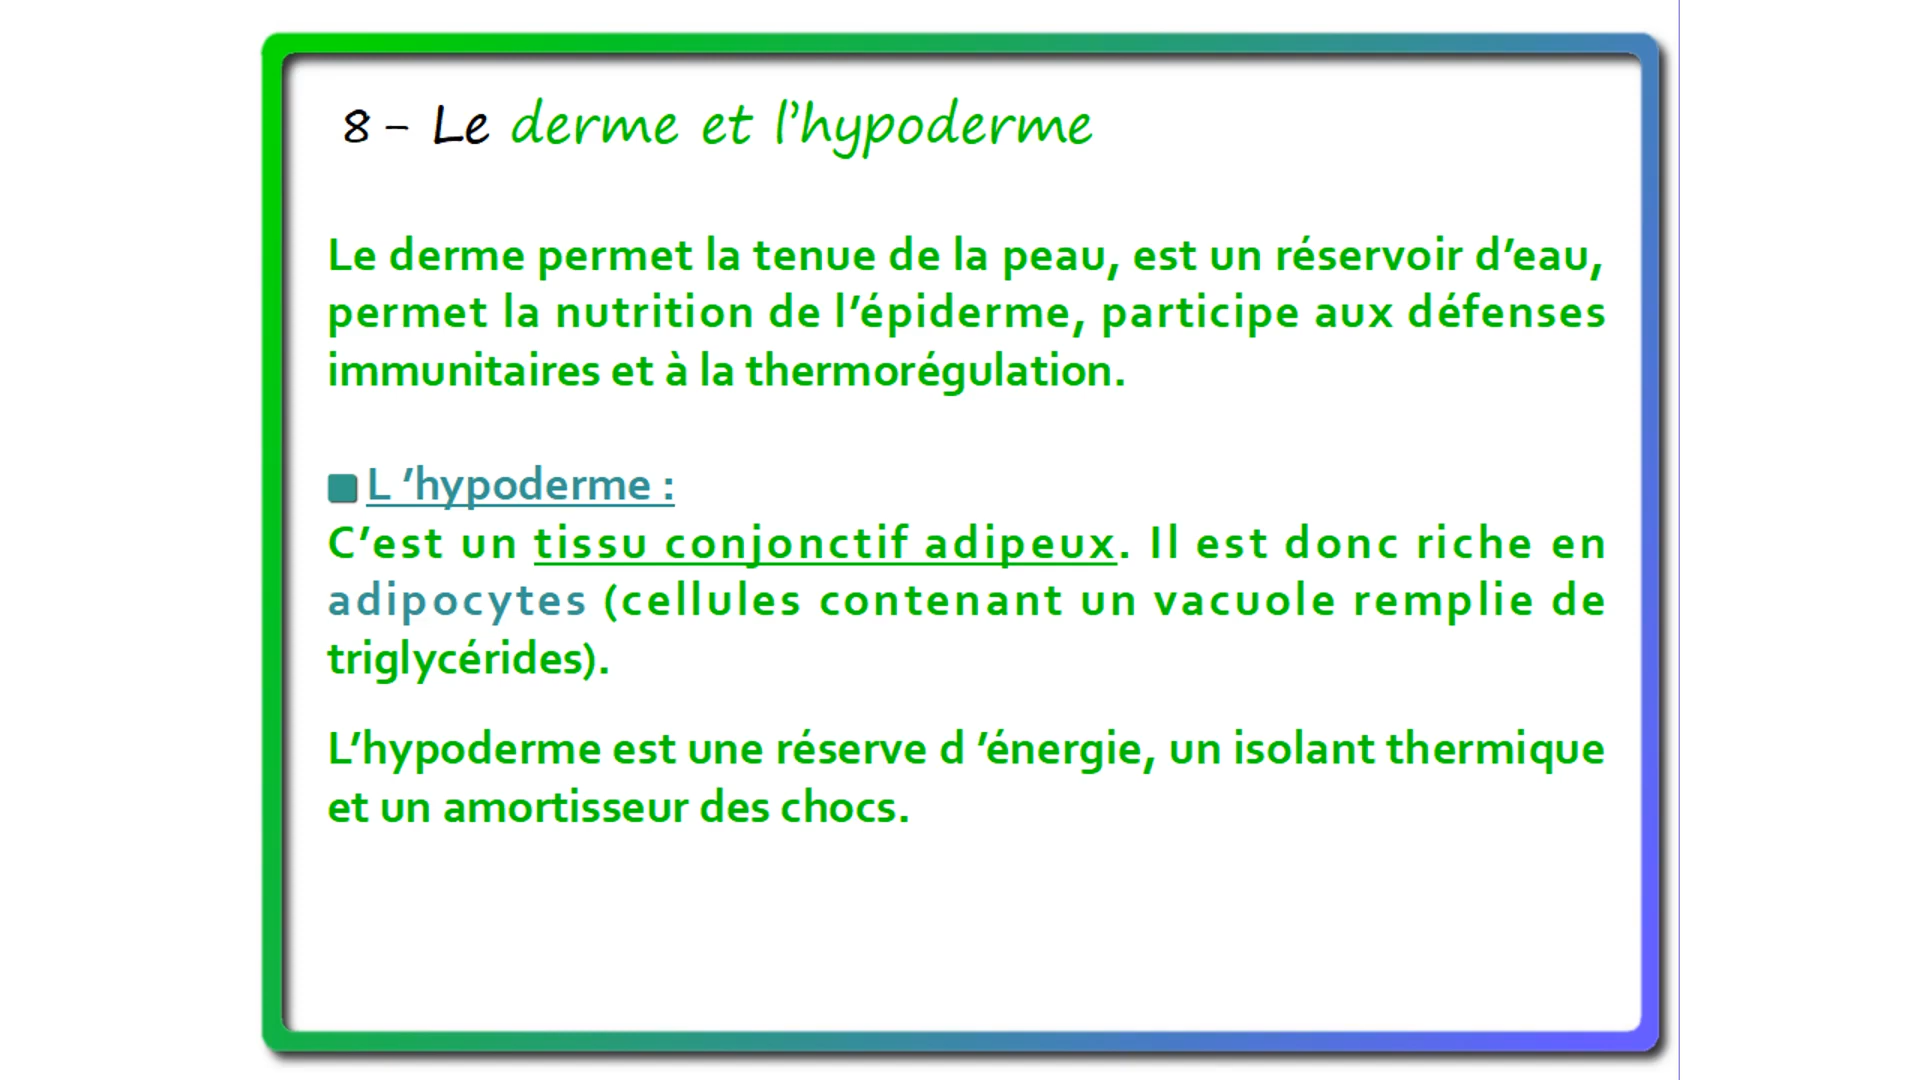 8 – Le derme et l’hypoderme
Le derme permet la tenue de la peau, est un réservoir d’eau,
permet la nutrition de l’épiderme, participe aux défenses
immunitaires et à la thermorégulation.
L ’hypoderme :
C’est un tissu conjonctif adipeux. Il est donc riche en
adipocytes (cellules contenant un vacuole remplie de
triglycérides).
L’hypoderme est une réserve d ’énergie, un isolant thermique
et un amortisseur des chocs.